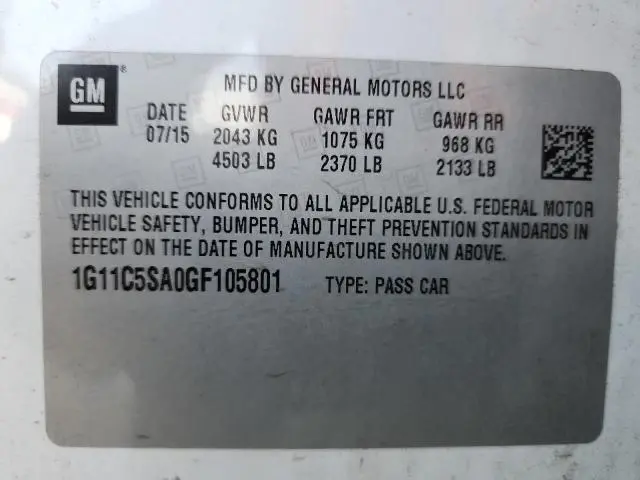 GM®
MFD BY GENERAL MOTORS LLC
DATE GVWR GAWR FRT GAWR RR
07/15 2043 KG 1075 KG 968 KG
4503 LB 2370 LB 2133 LB
THIS VEHICLE CONFORMS TO ALL APPLICABLE U.S. FEDERAL MOTOR
VEHICLE SAFETY, BUMPER, AND THEFT PREVENTION STANDARDS IN
EFFECT ON THE DATE OF MANUFACTURE SHOWN ABOVE.
1G11C5SA0GF105801 TYPE: PASS CAR